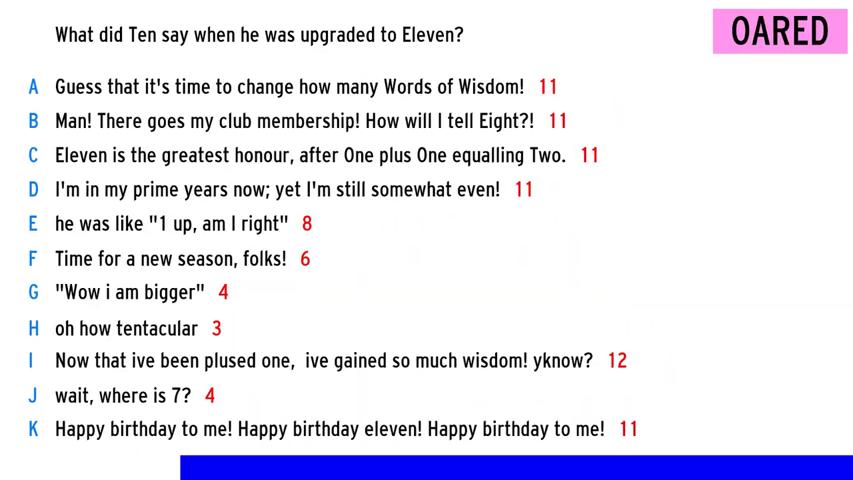 What did Ten say when he was upgraded to Eleven?
OARED
A Guess that it's time to change how many Words of Wisdom! 11
B Man! There goes my club membership! How will I tell Eight?! 11
C Eleven is the greatest honour, after One plus One equalling Two. 11
D I'm in my prime years now; yet I'm still somewhat even! 11
E he was like "1 up, am I right" 8
F Time for a new season, folks! 6
G "Wow i am bigger" 4
H oh how tentacular 3
I Now that ive been plused one, ive gained so much wisdom! yknow? 12
J wait, where is 7? 4
K Happy birthday to me! Happy birthday eleven! Happy birthday to me! 11